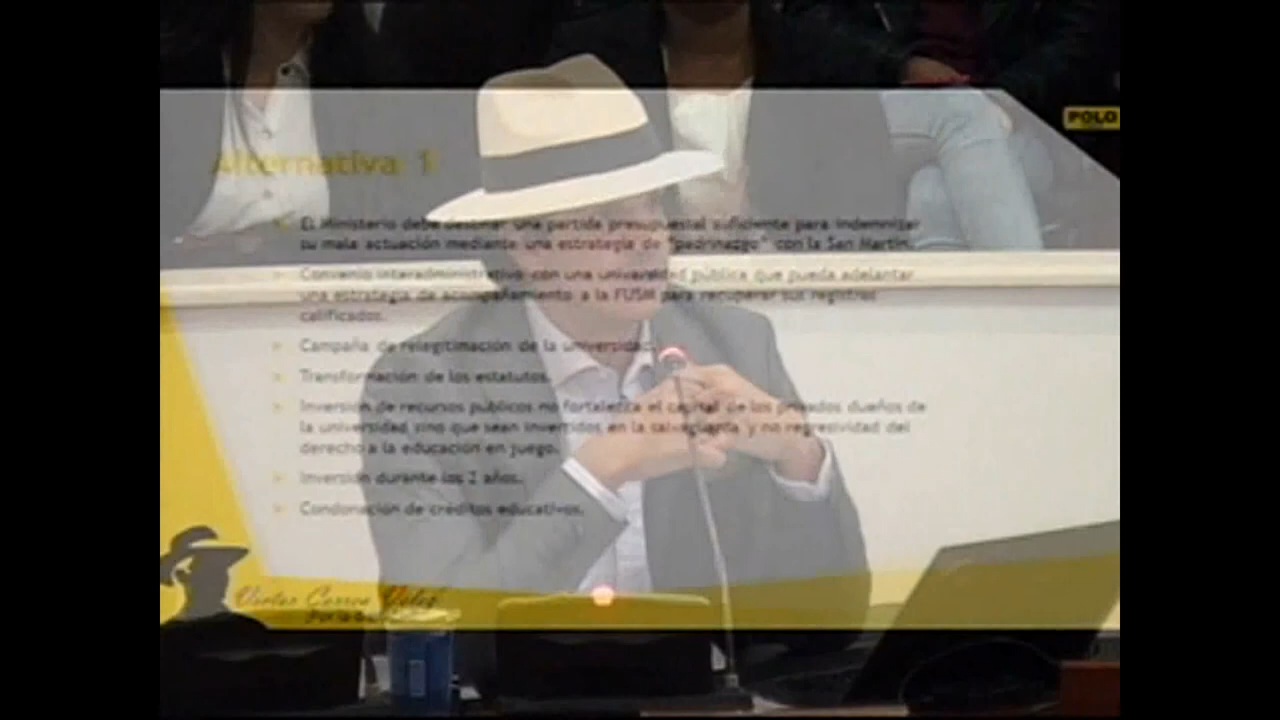 POLO
Alternativa 1
El Ministerio debe destinar una partida presupuestal suficiente para indemnizar
su mala actuación mediante una estrategia de "padrinazgo" con la San Martín.
Convenio interadministrativo con una universidad pública que pueda adelantar
una estrategia de acompañamiento a la FUSM para recuperar sus registros
calificados.
Campaña de relegitimación de la universidad.
Transformación de los estatutos.
Inversión de recursos públicos no fortalezca el capital de los privados dueños de
la universidad sino que sean invertidos en la salvaguarda y no regresividad del
derecho a la educación en juego.
Inversión durante los 2 años.
Condonación de créditos educativos.
Víctor Correa Vélez